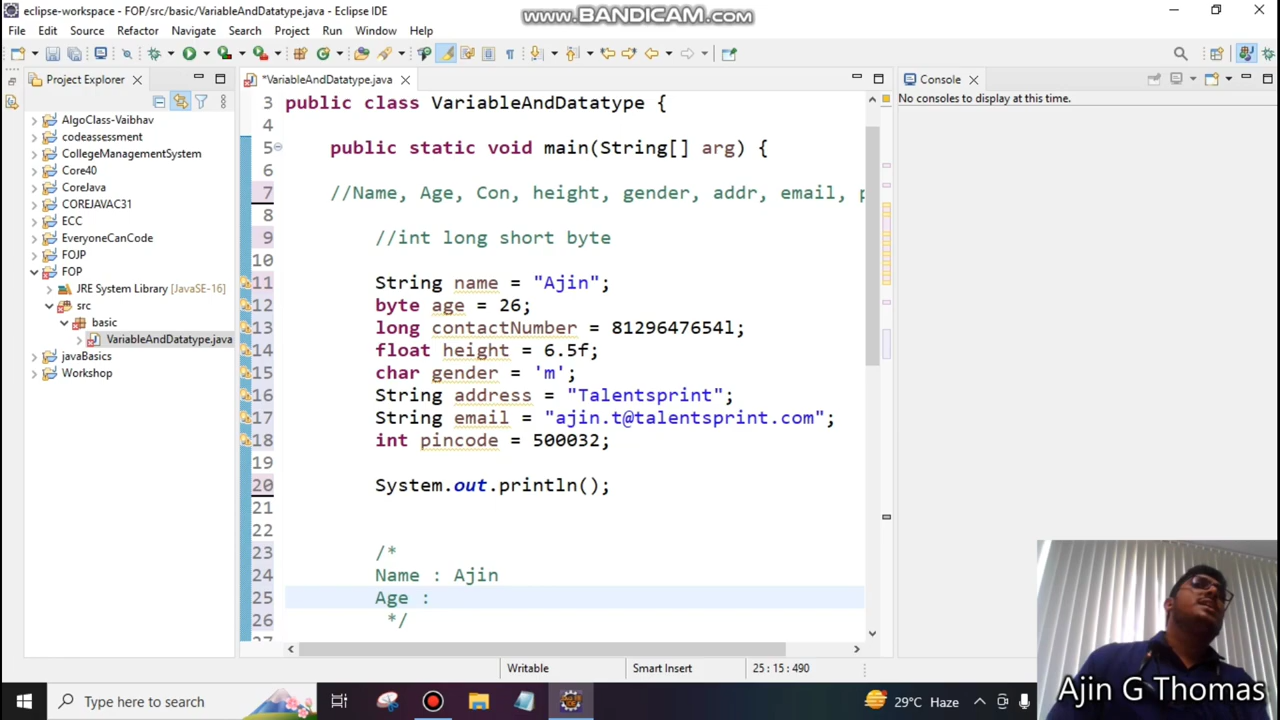 eclipse-workspace - FOP/src/basic/VariableAndDatatype.java - Eclipse IDE
www.BANDICAM.com
File Edit Source Refactor Navigate Search Project Run Window Help
Project Explorer
*VariableAndDatatype.java
Console
No consoles to display at this time.
AlgoClass-Vaibhav
codeassessment
CollegeManagementSystem
Core40
CoreJava
COREJAVAC31
ECC
EveryoneCanCode
FOJP
FOP
JRE System Library [JavaSE-16]
src
basic
VariableAndDatatype.java
javaBasics
Workshop
3 public class VariableAndDatatype {
4
5 public static void main(String[] arg) {
6
7 //Name, Age, Con, height, gender, addr, email, p
8
9 //int long short byte
10
11 String name = "Ajin";
12 byte age = 26;
13 long contactNumber = 8129647654l;
14 float height = 6.5f;
15 char gender = 'm';
16 String address = "Talentsprint";
17 String email = "ajin.t@talentsprint.com";
18 int pincode = 500032;
19
20 System.out.println();
21
22
23 /*
24 Name : Ajin
25 Age :
26 */
Writable Smart Insert 25 : 15 : 490
Type here to search
29°C Haze
Ajin G Thomas